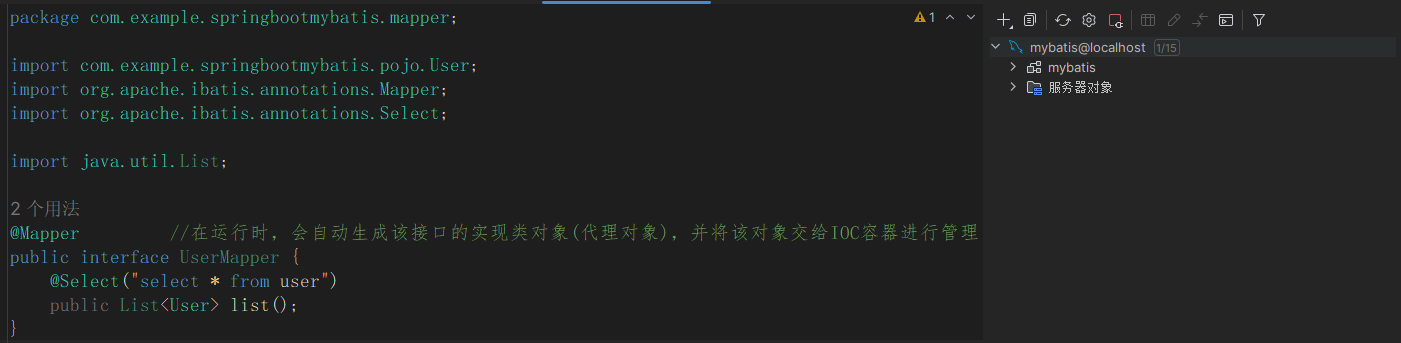 package com.example.springbootmybatis.mapper;
import com.example.springbootmybatis.pojo.User;
import org.apache.ibatis.annotations.Mapper;
import org.apache.ibatis.annotations.Select;
import java.util.List;
2 个用法
@Mapper //在运行时，会自动生成该接口的实现类对象(代理对象)，并将该对象交给IOC容器进行管理
public interface UserMapper {
@Select("select * from user")
public List<User> list();
}
1
mybatis@localhost 1/15
mybatis
服务器对象